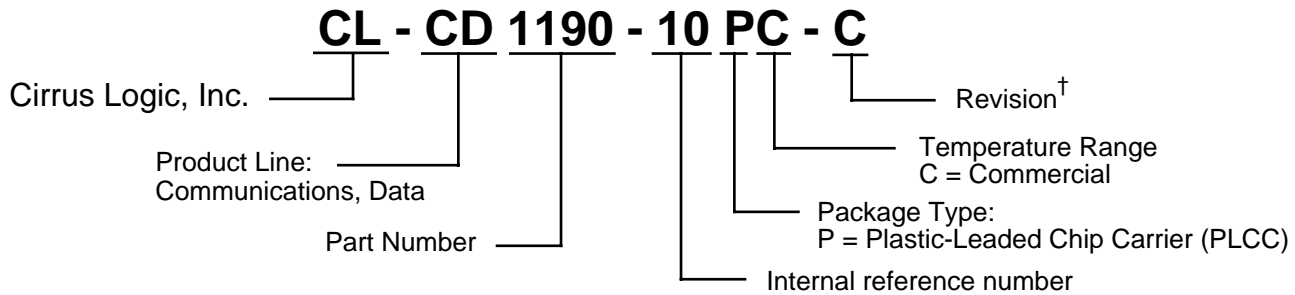 CL - CD 1190 - 10 P C - C
Cirrus Logic, Inc.
Revision†
Product Line:
Communications, Data
Temperature Range
C = Commercial
Package Type:
P = Plastic-Leaded Chip Carrier (PLCC)
Part Number
Internal reference number